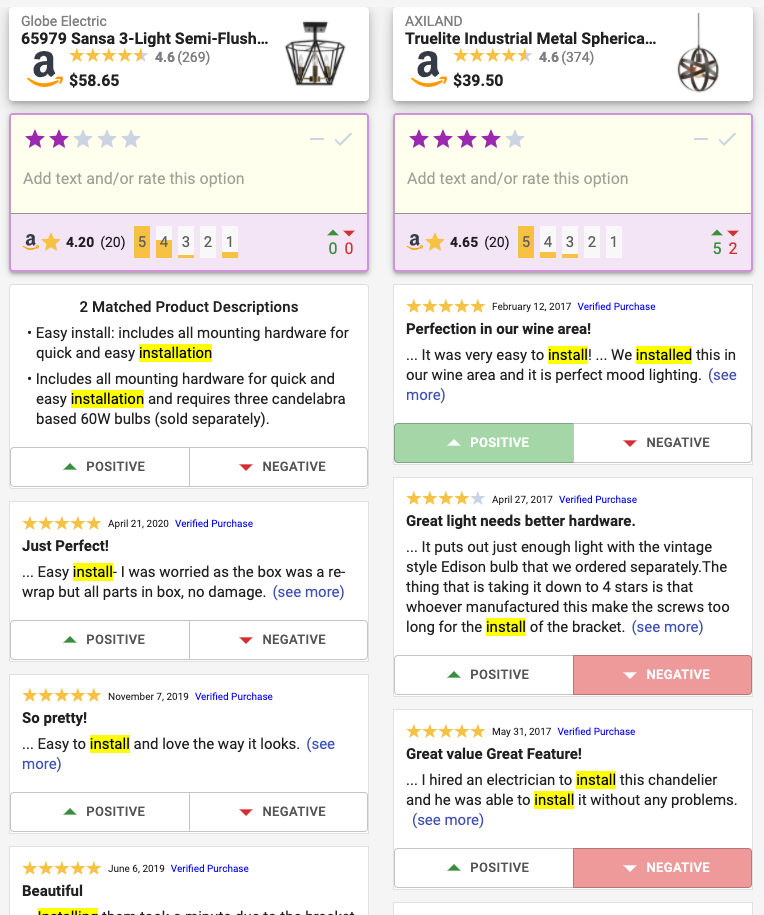 Globe Electric
65979 Sansa 3-Light Semi-Flush...
a
4.6 (269)
$58.65
Add text and/or rate this option
a 4.20 (20) 5 4 3 2 1
0 0
2 Matched Product Descriptions
• Easy install: includes all mounting hardware for
quick and easy installation
• Includes all mounting hardware for quick and
easy installation and requires three candelabra
based 60W bulbs (sold separately).
POSITIVE NEGATIVE
April 21, 2020 Verified Purchase
Just Perfect!
... Easy install- I was worried as the box was a re-
wrap but all parts in box, no damage. (see more)
POSITIVE NEGATIVE
November 7, 2019 Verified Purchase
So pretty!
... Easy to install and love the way it looks. (see
more)
POSITIVE NEGATIVE
June 6, 2019 Verified Purchase
Beautiful
... Installing them took a minute due to the bracket
AXILAND
Truelite Industrial Metal Spherica...
a
4.6 (374)
$39.50
Add text and/or rate this option
a 4.65 (20) 5 4 3 2 1
5 2
February 12, 2017 Verified Purchase
Perfection in our wine area!
... It was very easy to install! ... We installed this in
our wine area and it is perfect mood lighting. (see
more)
POSITIVE NEGATIVE
April 27, 2017 Verified Purchase
Great light needs better hardware.
... It puts out just enough light with the vintage
style Edison bulb that we ordered separately.The
thing that is taking it down to 4 stars is that
whoever manufactured this make the screws too
long for the install of the bracket. (see more)
POSITIVE NEGATIVE
May 31, 2017 Verified Purchase
Great value Great Feature!
... I hired an electrician to install this chandelier
and he was able to install it without any problems.
(see more)
POSITIVE NEGATIVE